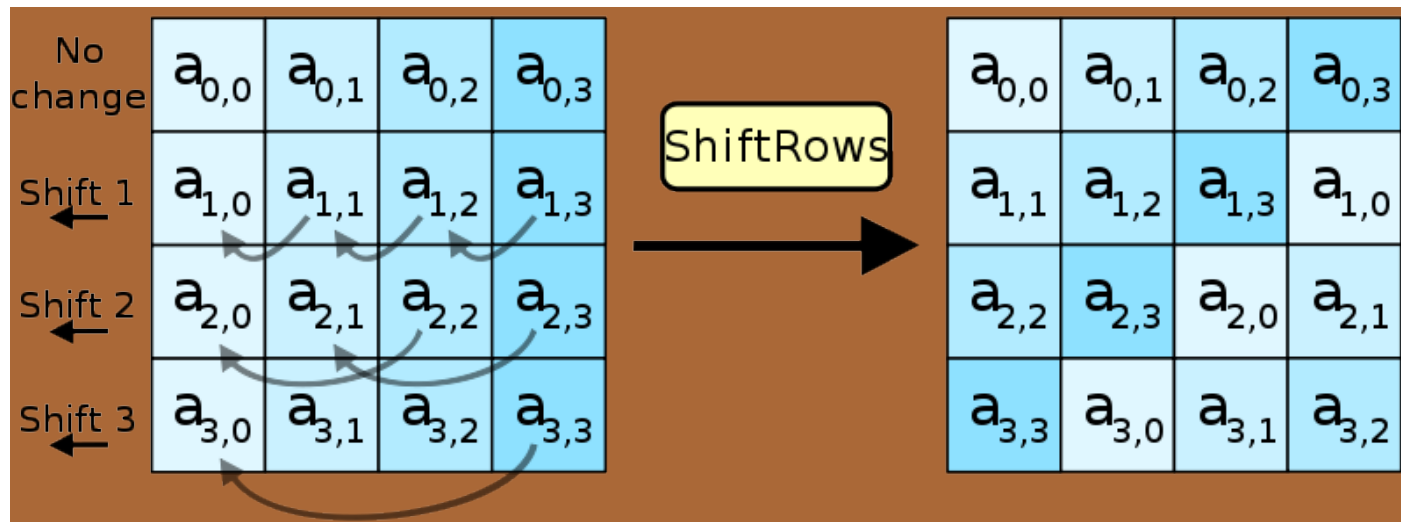 No
change
a0,0 a0,1 a0,2 a0,3
ShiftRows
a0,0 a0,1 a0,2 a0,3
Shift 1
a1,0 a1,1 a1,2 a1,3
a1,1 a1,2 a1,3 a1,0
Shift 2
a2,0 a2,1 a2,2 a2,3
a2,2 a2,3 a2,0 a2,1
Shift 3
a3,0 a3,1 a3,2 a3,3
a3,3 a3,0 a3,1 a3,2